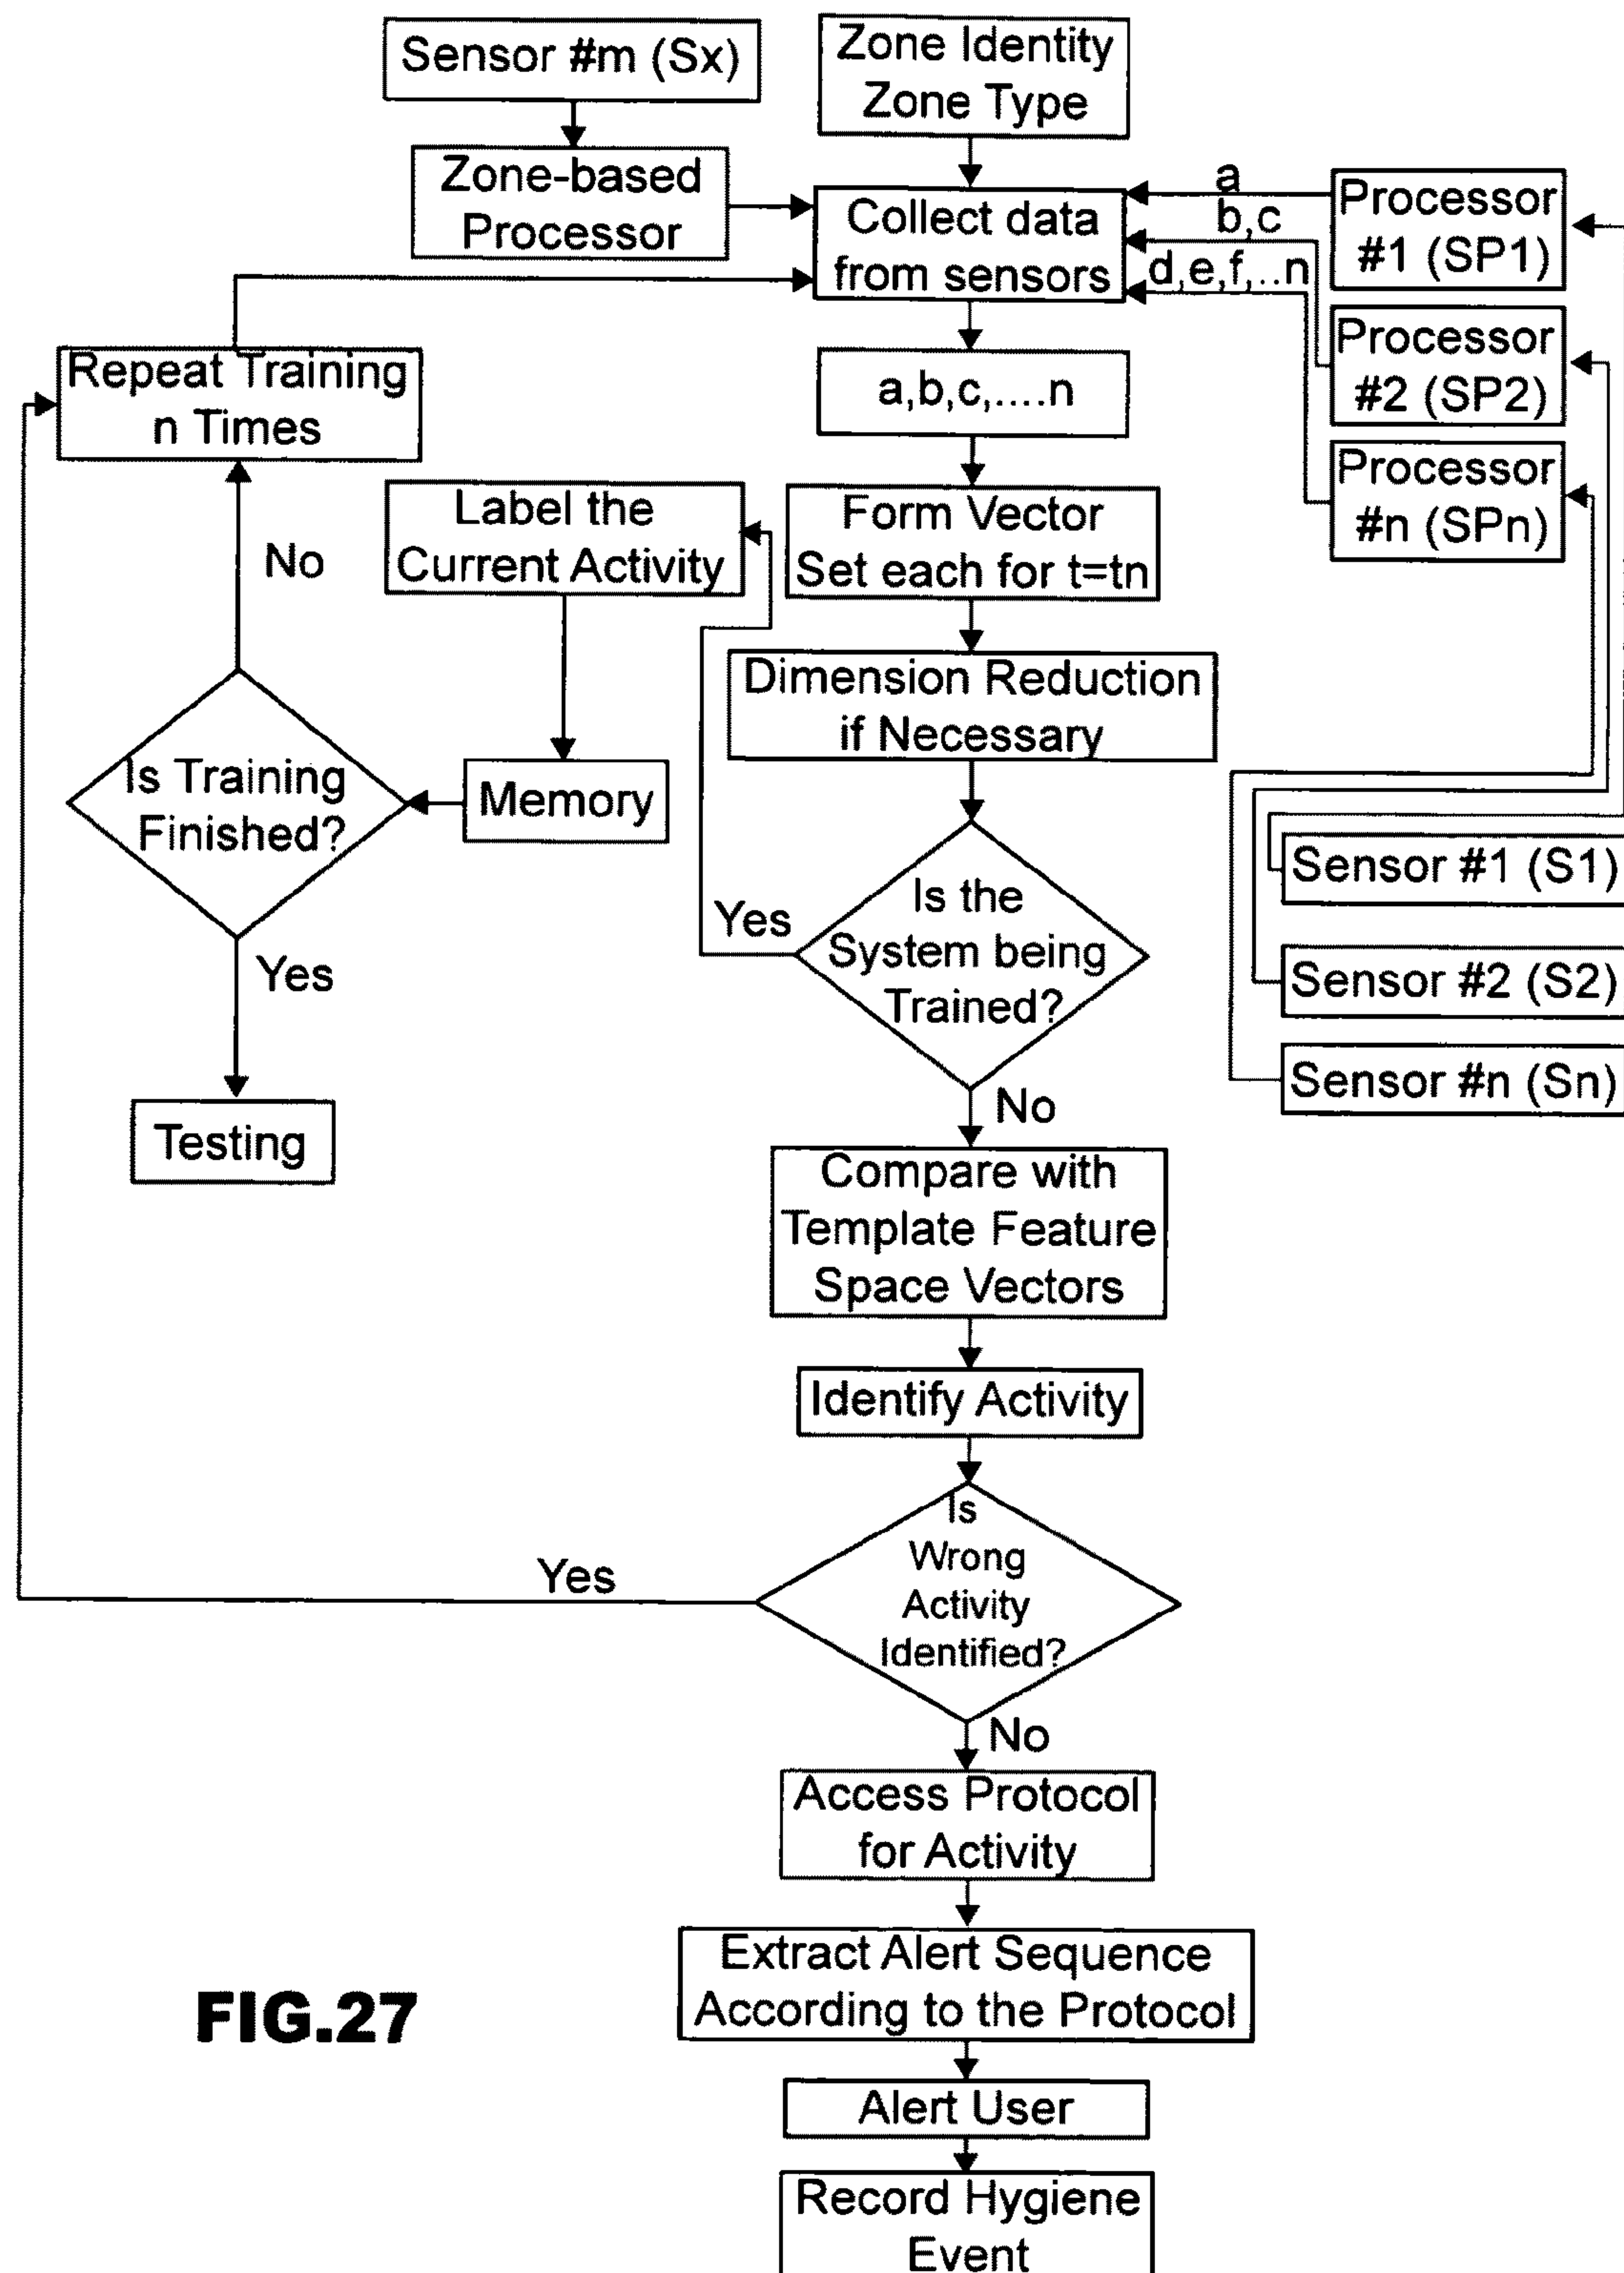 Sensor #m (Sx)
Zone Identity
Zone Type
Zone-based
Processor
Collect data
from sensors
a
b,c
d,e,f,..n
Processor
#1 (SP1)
Processor
#2 (SP2)
Processor
#n (SPn)
Repeat Training
n Times
a,b,c,....n
Label the
Current Activity
Form Vector
Set each for t=tn
No
Dimension Reduction
if Necessary
Is Training
Finished?
Memory
Sensor #1 (S1)
Sensor #2 (S2)
Sensor #n (Sn)
Is the
System being
Trained?
Yes
Yes
No
Testing
Compare with
Template Feature
Space Vectors
Identify Activity
Is
Wrong
Activity
Identified?
Yes
No
Access Protocol
for Activity
Extract Alert Sequence
According to the Protocol
FIG.27
Alert User
Record Hygiene
Event